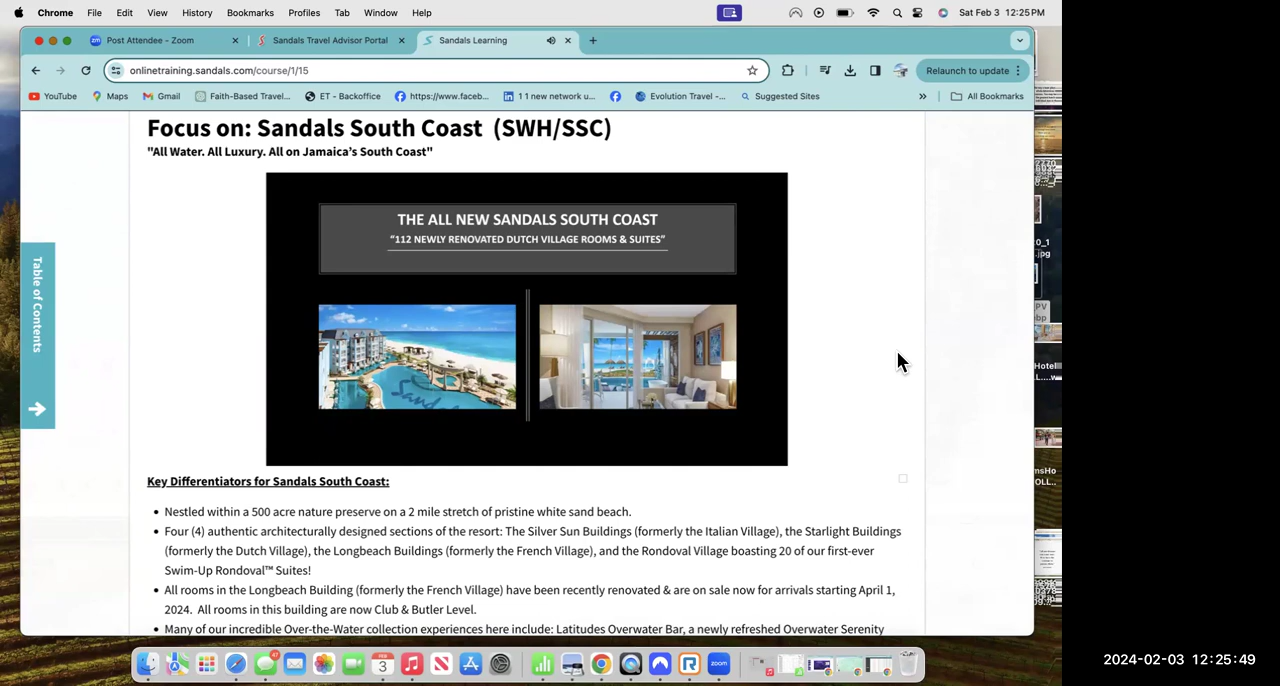 Chrome File Edit View History Bookmarks Profiles Tab Window Help Sat Feb 3 12:25 PM
Post Attendee - Zoom Sandals Travel Advisor Portal Sandals Learning
onlinetraining.sandals.com/course/1/15 Relaunch to update
YouTube Maps Gmail Faith-Based Travel... ET - Backoffice https://www.faceb... 1 1 new network u... Evolution Travel -... Suggested Sites » All Bookmarks
Focus on: Sandals South Coast (SWH/SSC)
"All Water. All Luxury. All on Jamaica's South Coast"
THE ALL NEW SANDALS SOUTH COAST
"112 NEWLY RENOVATED DUTCH VILLAGE ROOMS & SUITES"
Table of Contents
Key Differentiators for Sandals South Coast:
Nestled within a 500 acre nature preserve on a 2 mile stretch of pristine white sand beach.
Four (4) authentic architecturally designed sections of the resort: The Silver Sun Buildings (formerly the Italian Village), the Starlight Buildings
(formerly the Dutch Village), the Longbeach Buildings (formerly the French Village), and the Rondoval Village boasting 20 of our first-ever
Swim-Up Rondoval™ Suites!
All rooms in the Longbeach Building (formerly the French Village) have been recently renovated & are on sale now for arrivals starting April 1,
2024. All rooms in this building are now Club & Butler Level.
Many of our incredible Over-the-Water collection experiences here include: Latitudes Overwater Bar, a newly refreshed Overwater Serenity
2024-02-03 12:25:49